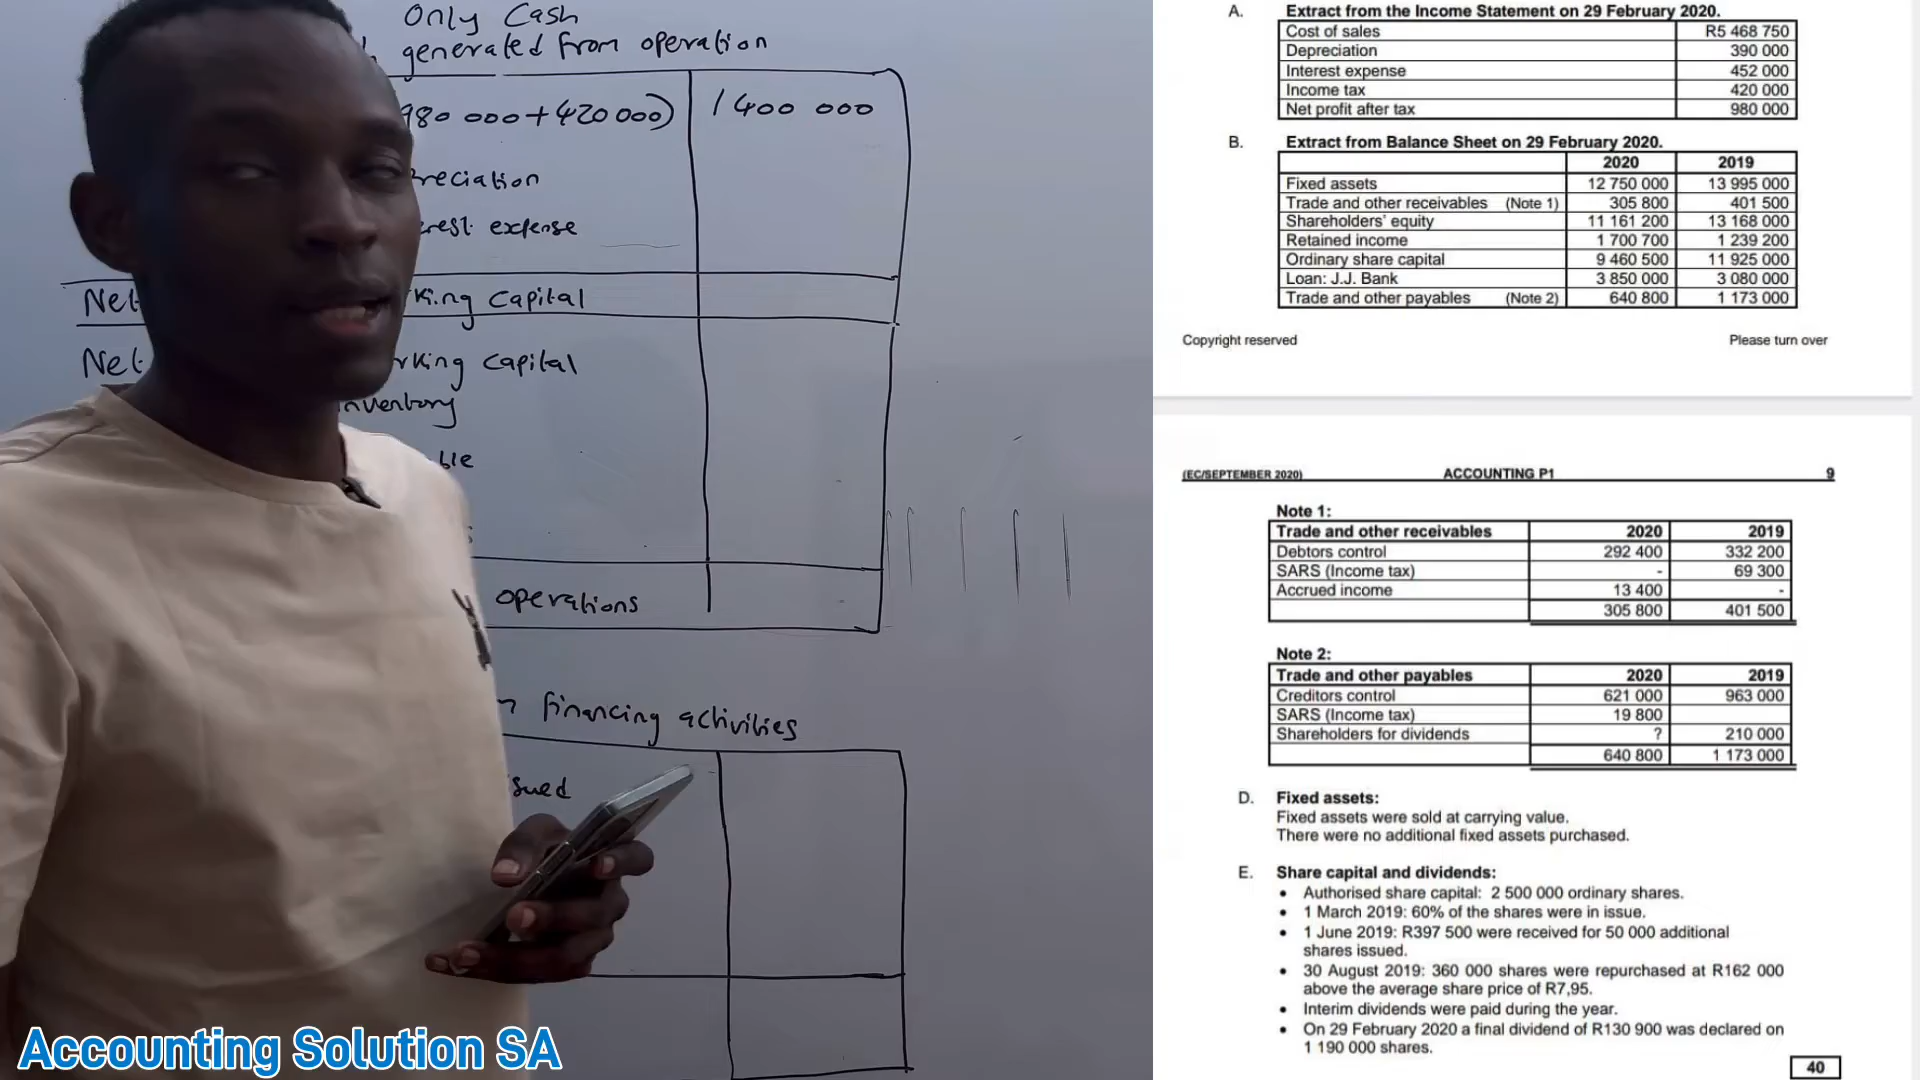 Only Cash
generated from operation
980 000 + 420 000) 1 400 000
reciation
rest expense
Net king Capital
Net rking Capital
inventory
ble
operations
n financing activities
sued
Accounting Solution SA
A. Extract from the Income Statement on 29 February 2020.
Cost of sales R5 468 750
Depreciation 390 000
Interest expense 452 000
Income tax 420 000
Net profit after tax 980 000
B. Extract from Balance Sheet on 29 February 2020.
2020 2019
Fixed assets 12 750 000 13 995 000
Trade and other receivables (Note 1) 305 800 401 500
Shareholders' equity 11 161 200 13 168 000
Retained income 1 700 700 1 239 200
Ordinary share capital 9 460 500 11 925 000
Loan: J.J. Bank 3 850 000 3 080 000
Trade and other payables (Note 2) 640 800 1 173 000
Copyright reserved Please turn over
(EC/SEPTEMBER 2020) ACCOUNTING P1 9
Note 1:
Trade and other receivables 2020 2019
Debtors control 292 400 332 200
SARS (Income tax) - 69 300
Accrued income 13 400 -
305 800 401 500
Note 2:
Trade and other payables 2020 2019
Creditors control 621 000 963 000
SARS (Income tax) 19 800
Shareholders for dividends ? 210 000
640 800 1 173 000
D. Fixed assets:
Fixed assets were sold at carrying value.
There were no additional fixed assets purchased.
E. Share capital and dividends:
• Authorised share capital: 2 500 000 ordinary shares.
• 1 March 2019: 60% of the shares were in issue.
• 1 June 2019: R397 500 were received for 50 000 additional
shares issued.
• 30 August 2019: 360 000 shares were repurchased at R162 000
above the average share price of R7,95.
• Interim dividends were paid during the year.
• On 29 February 2020 a final dividend of R130 900 was declared on
1 190 000 shares.
40